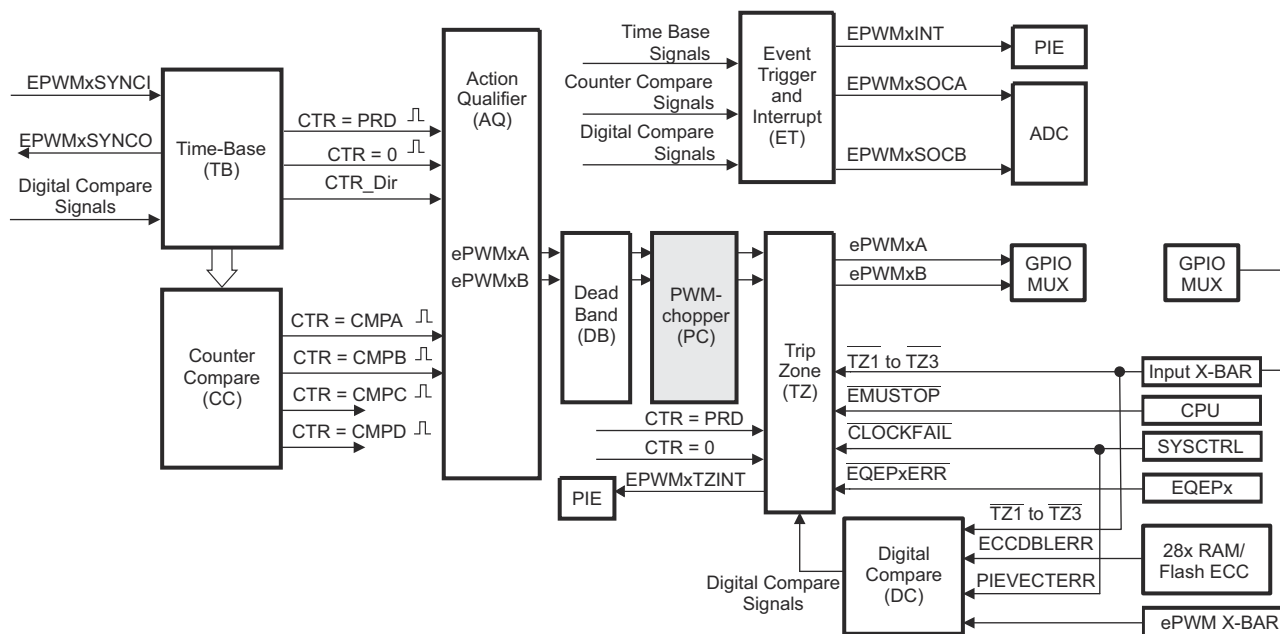 EPWMxSYNCI
EPWMxSYNCO
Digital Compare
Signals
Time-Base
(TB)
CTR = PRD
CTR = 0
CTR_Dir
Counter
Compare
(CC)
CTR = CMPA
CTR = CMPB
CTR = CMPC
CTR = CMPD
Action
Qualifier
(AQ)
ePWMxA
ePWMxB
Time Base
Signals
Counter Compare
Signals
Digital Compare
Signals
Event
Trigger
and
Interrupt
(ET)
EPWMxINT
EPWMxSOCA
EPWMxSOCB
PIE
ADC
Dead
Band
(DB)
PWM-
chopper
(PC)
CTR = PRD
CTR = 0
EPWMxTZINT
PIE
Trip
Zone
(TZ)
ePWMxA
ePWMxB
GPIO
MUX
GPIO
MUX
TZ1 to TZ3
Input X-BAR
EMUSTOP
CPU
CLOCKFAIL
SYSCTRL
EQEPxERR
EQEPx
Digital Compare
Signals
Digital
Compare
(DC)
TZ1 to TZ3
ECCDBLERR
28x RAM/
Flash ECC
PIEVECTERR
ePWM X-BAR